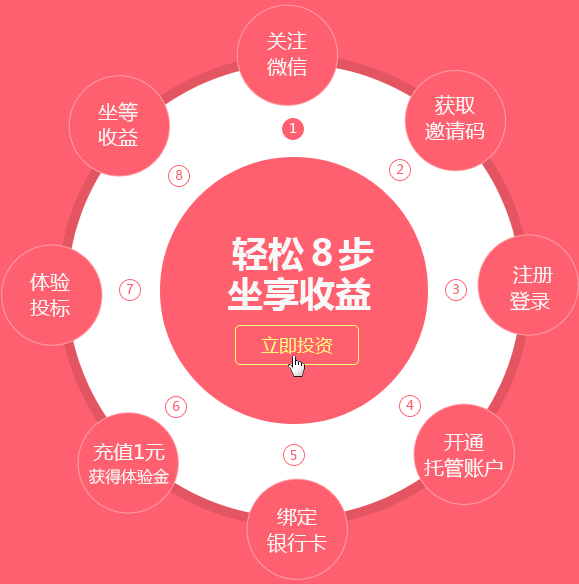 关注
微信
1
获取
邀请码
2
注册
登录
3
开通
托管账户
4
绑定
银行卡
5
充值1元
获得体验金
6
体验
投标
7
坐等
收益
8
轻松8步
坐享收益
立即投资